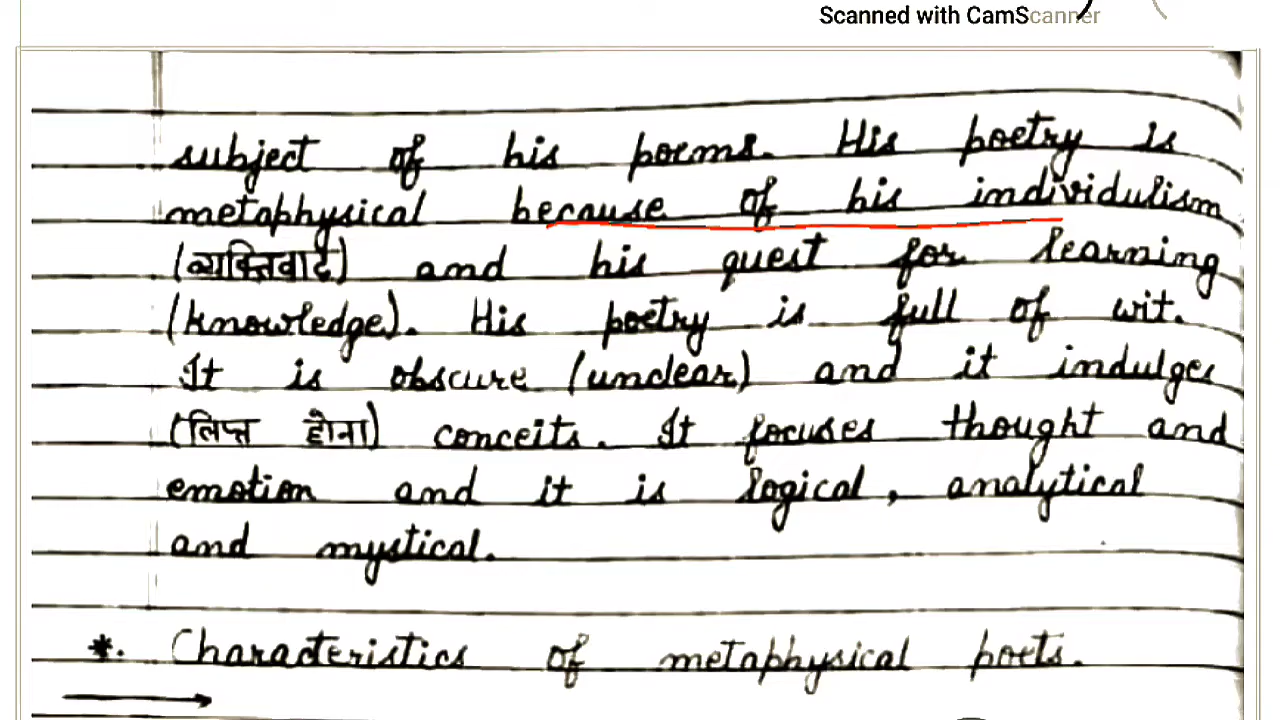 Scanned with CamScanner
subject of his poems. His poetry is
metaphysical because of his individulism
(व्यक्तिवाद) and his quest for learning
(knowledge). His poetry is full of wit.
It is obscure (unclear) and it indulges
(लिप्त होना) conceits. It focuses thought and
emotion and it is logical, analytical
and mystical.
*. Characteristics of metaphysical poets.